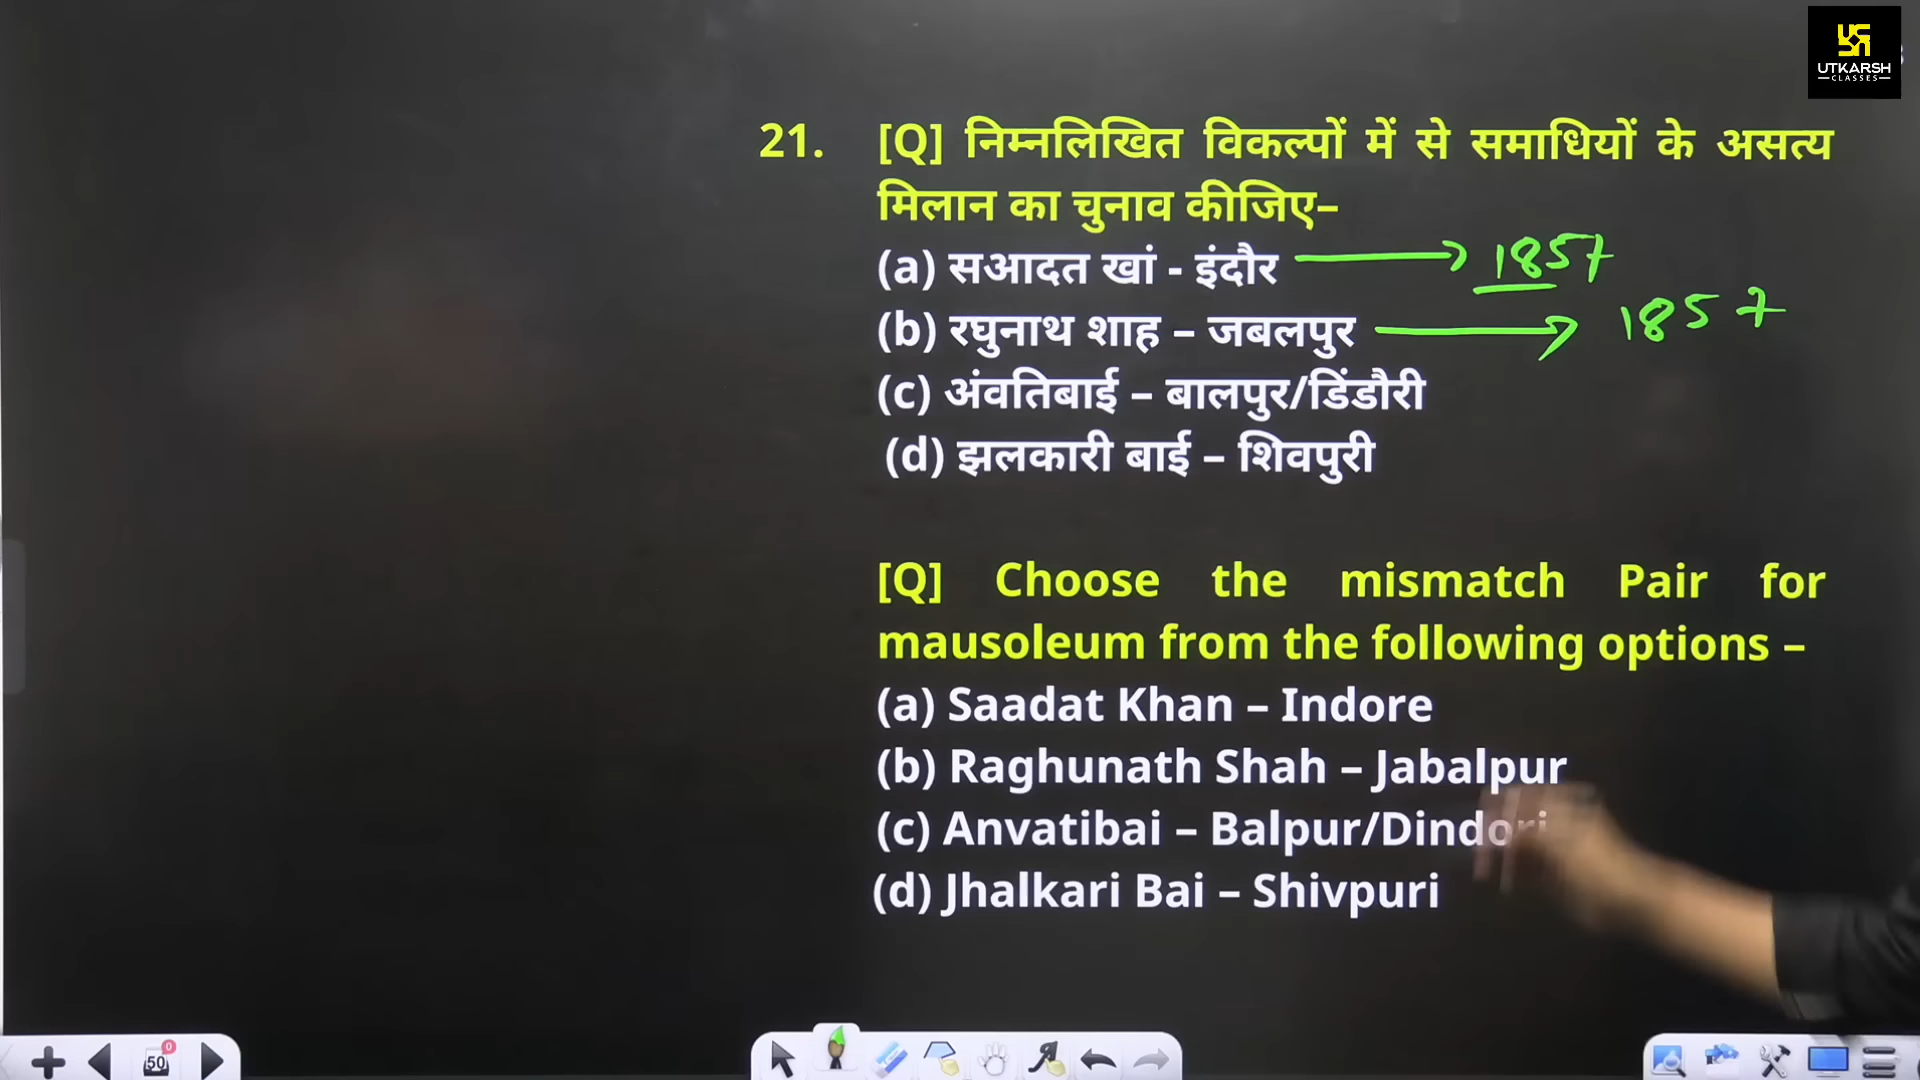 UTKARSH
CLASSES
21. [Q] निम्नलिखित विकल्पों में से समाधियों के असत्य
मिलान का चुनाव कीजिए–
(a) सआदत खां - इंदौर → 1857
(b) रघुनाथ शाह – जबलपुर → 1857
(c) अंवतिबाई – बालपुर/डिंडौरी
(d) झलकारी बाई – शिवपुरी
[Q] Choose the mismatch Pair for
mausoleum from the following options –
(a) Saadat Khan – Indore
(b) Raghunath Shah – Jabalpur
(c) Anvatibai – Balpur/Dindori
(d) Jhalkari Bai – Shivpuri
50
0